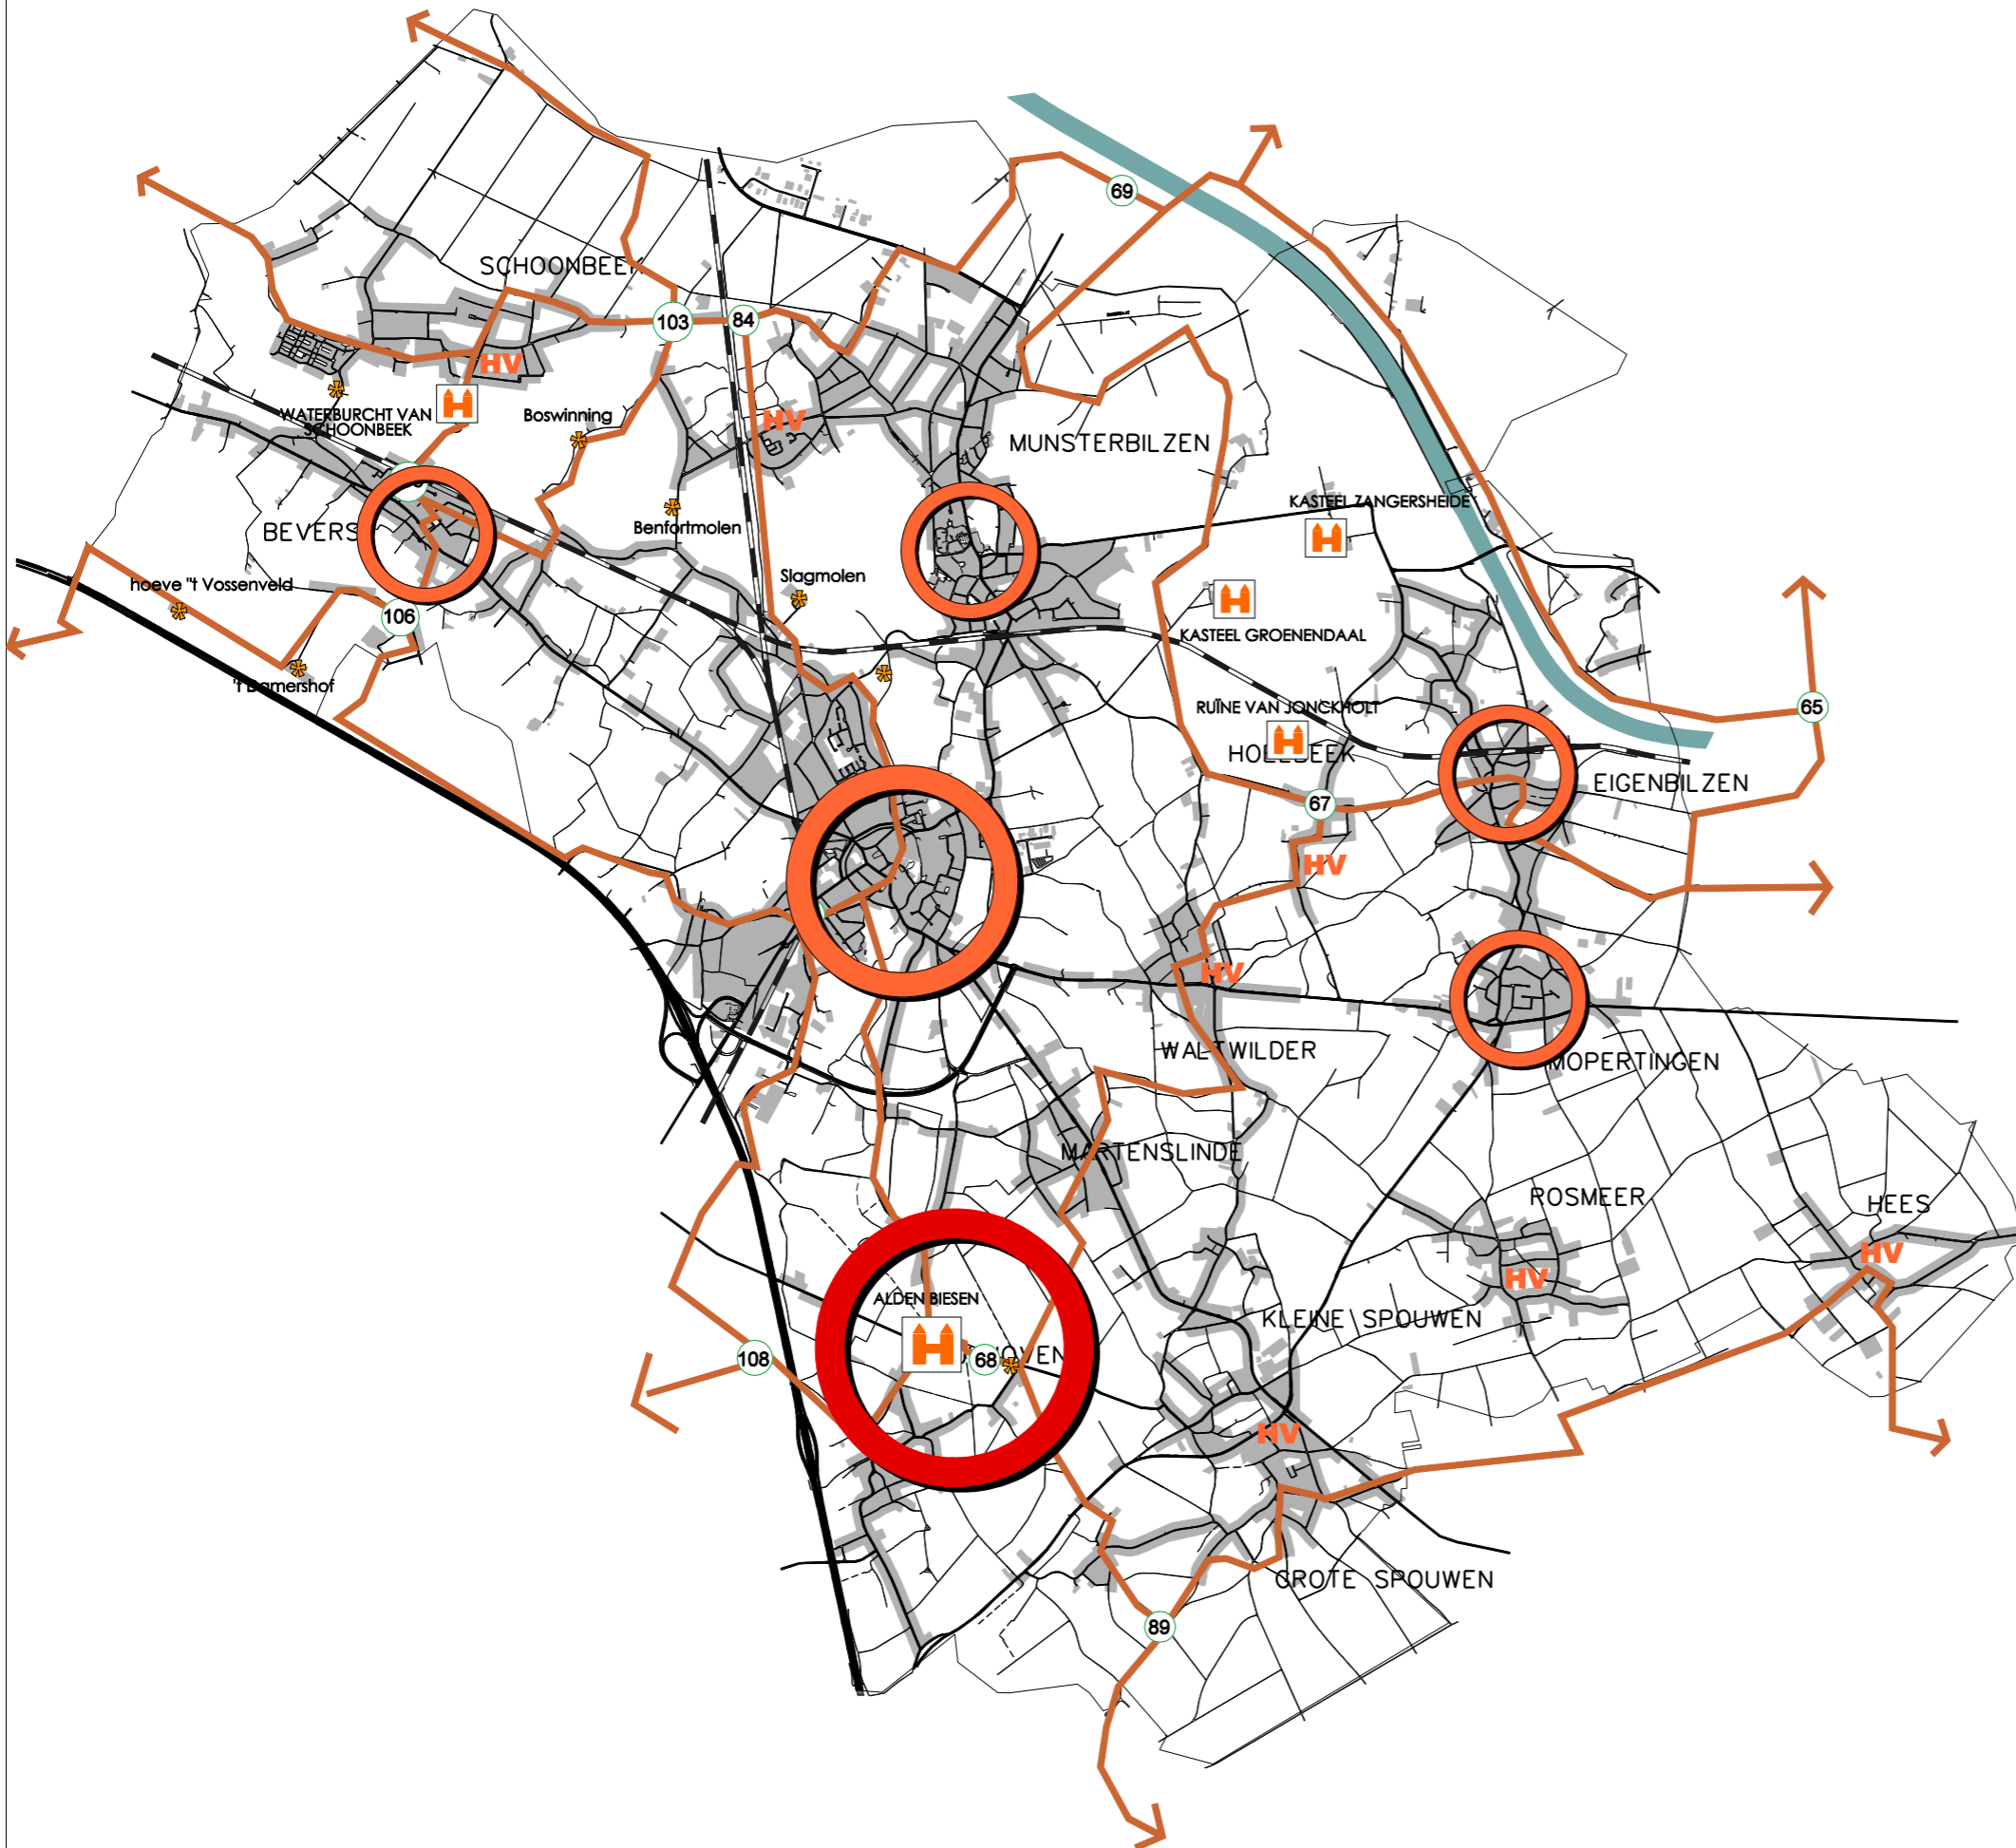 69
SCHOONBEEK
103
84
HV
WATERBURCHT VAN
SCHOONBEEK
Boswinning
HV
MUNSTERBILZEN
KASTEEL ZANGERSHEIDE
BEVERS
Benfortmolen
hoeve "t Vossenveld
Slagmolen
106
KASTEEL GROENENDAAL
't Damershof
RUÏNE VAN JONCKHOLT
65
HOELBEEK
EIGENBILZEN
67
HV
HV
WALTWILDER
MOPERTINGEN
MARTENSLINDE
ROSMEER
HEES
HV
HV
ALDEN BIESEN
KLEINE SPOUWEN
108
68
HOVEN
HV
GROTE SPOUWEN
89